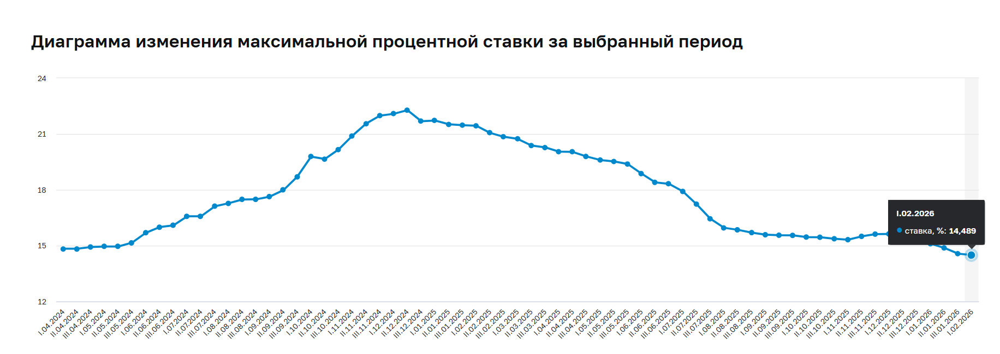 Диаграмма изменения максимальной процентной ставки за выбранный период
24
21
18
15
12
I.02.2026
ставка, %: 14,489
I.04.2024
II.04.2024
III.04.2024
I.05.2024
II.05.2024
III.05.2024
I.06.2024
II.06.2024
III.06.2024
I.07.2024
II.07.2024
III.07.2024
I.08.2024
II.08.2024
III.08.2024
I.09.2024
II.09.2024
III.09.2024
I.10.2024
II.10.2024
III.10.2024
I.11.2024
II.11.2024
III.11.2024
I.12.2024
II.12.2024
III.12.2024
I.01.2025
II.01.2025
III.01.2025
I.02.2025
II.02.2025
III.02.2025
I.03.2025
II.03.2025
III.03.2025
I.04.2025
II.04.2025
III.04.2025
I.05.2025
II.05.2025
III.05.2025
I.06.2025
II.06.2025
III.06.2025
I.07.2025
II.07.2025
III.07.2025
I.08.2025
II.08.2025
III.08.2025
I.09.2025
II.09.2025
III.09.2025
I.10.2025
II.10.2025
III.10.2025
I.11.2025
II.11.2025
III.11.2025
I.12.2025
II.12.2025
III.12.2025
I.01.2026
II.01.2026
III.01.2026
I.02.2026